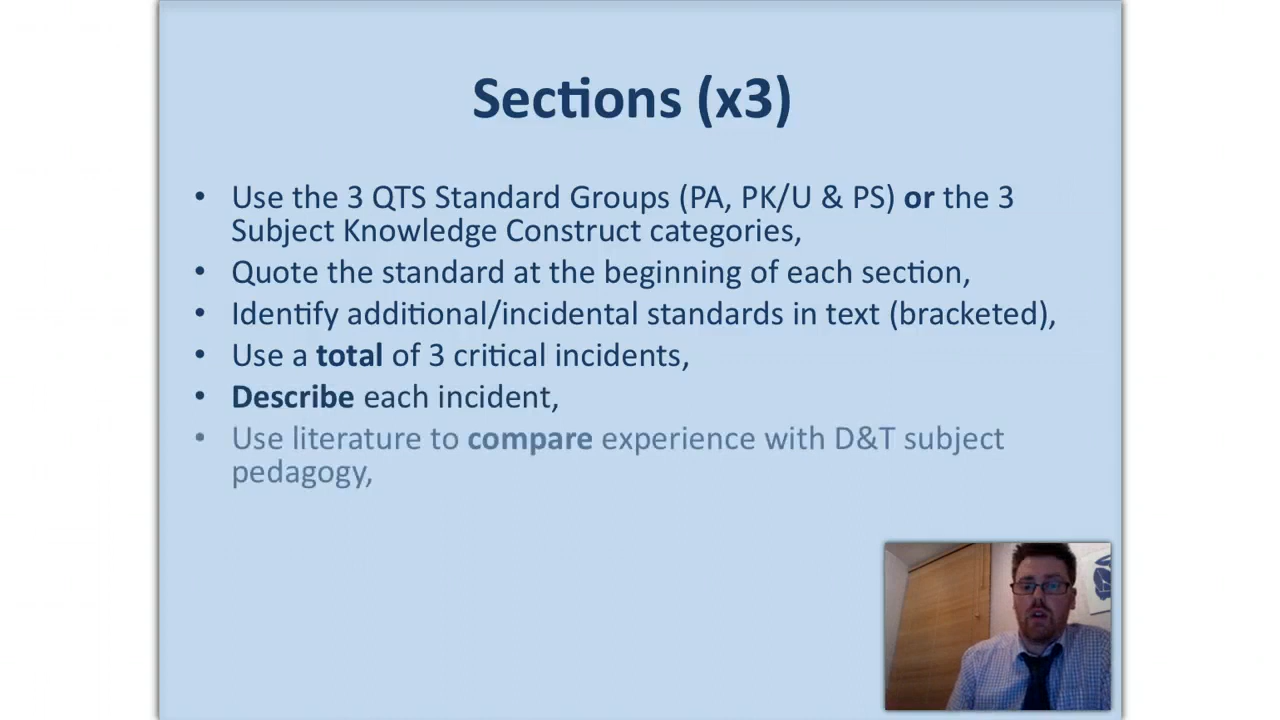 Sections (x3)
• Use the 3 QTS Standard Groups (PA, PK/U & PS) or the 3
Subject Knowledge Construct categories,
• Quote the standard at the beginning of each section,
• Identify additional/incidental standards in text (bracketed),
• Use a total of 3 critical incidents,
• Describe each incident,
• Use literature to compare experience with D&T subject
pedagogy,